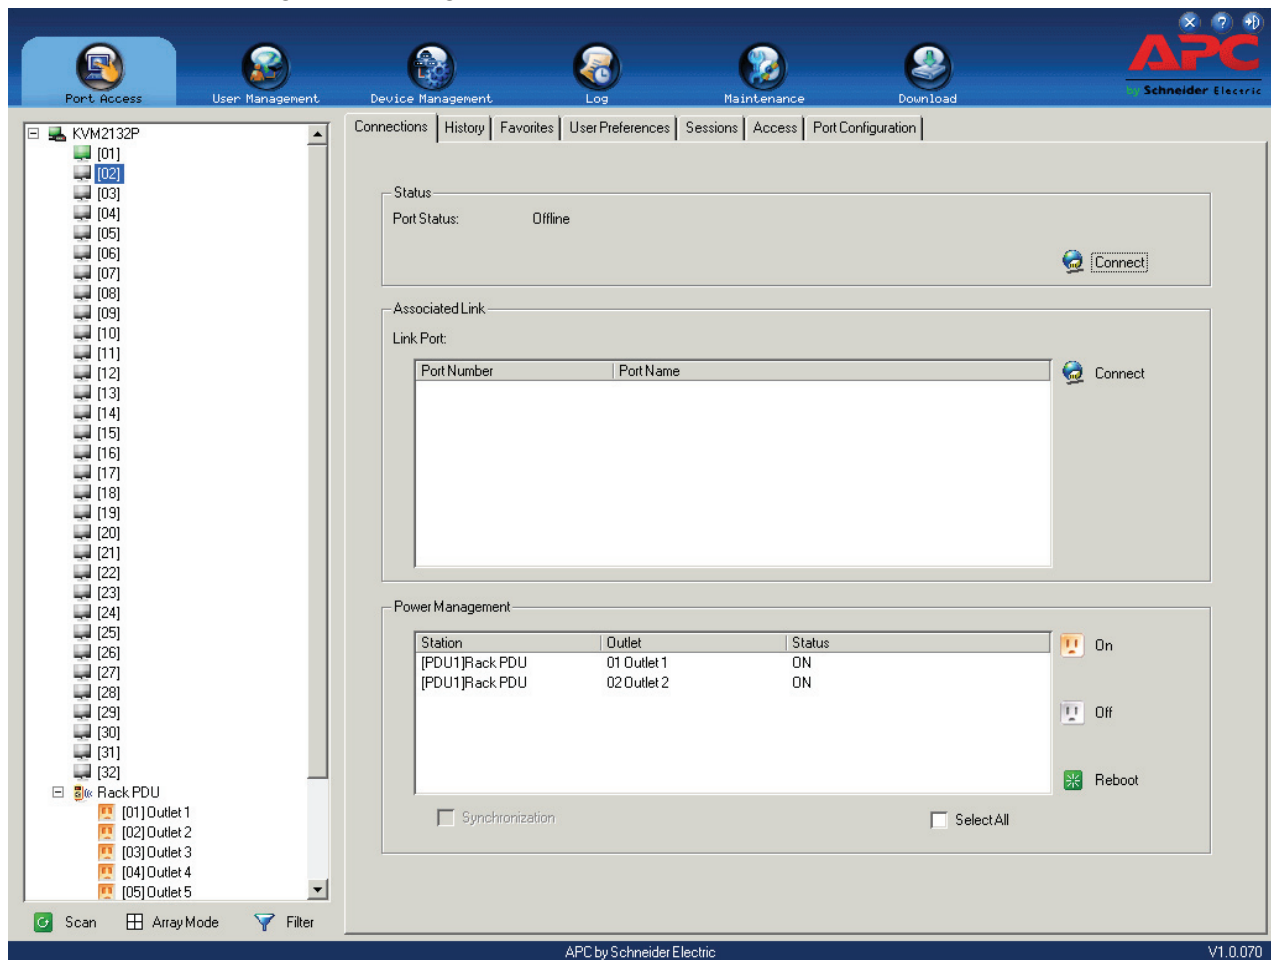 APC
by Schneider Electric
Port Access
User Management
Device Management
Log
Maintenance
Download
KVM2132P
[01]
[02]
[03]
[04]
[05]
[06]
[07]
[08]
[09]
[10]
[11]
[12]
[13]
[14]
[15]
[16]
[17]
[18]
[19]
[20]
[21]
[22]
[23]
[24]
[25]
[26]
[27]
[28]
[29]
[30]
[31]
[32]
Rack PDU
[01] Outlet 1
[02] Outlet 2
[03] Outlet 3
[04] Outlet 4
[05] Outlet 5
Scan
Array Mode
Filter
Connections
History
Favorites
User Preferences
Sessions
Access
Port Configuration
Status
Port Status: Offline
Connect
Associated Link
Link Port:
Port Number Port Name
Connect
Power Management
Station Outlet Status
[PDU1]Rack PDU 01 Outlet 1 ON
[PDU1]Rack PDU 02 Outlet 2 ON
On
Off
Reboot
Synchronization
Select All
APC by Schneider Electric
V1.0.070